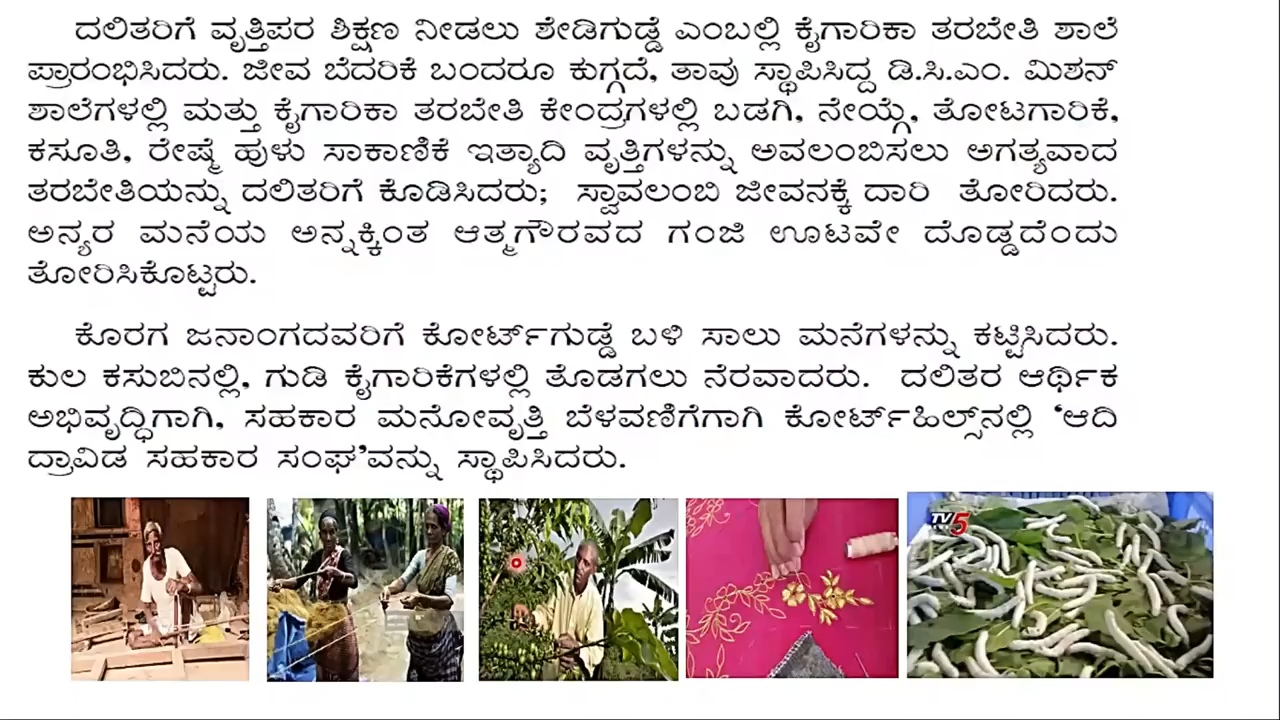 ದಲಿತರಿಗೆ ವೃತ್ತಿಪರ ಶಿಕ್ಷಣ ನೀಡಲು ಶೇಡಿಗುಡ್ಡೆ ಎಂಬಲ್ಲಿ ಕೈಗಾರಿಕಾ ತರಬೇತಿ ಶಾಲೆ
ಪ್ರಾರಂಭಿಸಿದರು. ಜೀವ ಬೆದರಿಕೆ ಬಂದರೂ ಕುಗ್ಗದೆ, ತಾವು ಸ್ಥಾಪಿಸಿದ್ದ ಡಿ.ಸಿ.ಎಂ. ಮಿಶನ್
ಶಾಲೆಗಳಲ್ಲಿ ಮತ್ತು ಕೈಗಾರಿಕಾ ತರಬೇತಿ ಕೇಂದ್ರಗಳಲ್ಲಿ ಬಡಗಿ, ನೇಯ್ಗೆ, ತೋಟಗಾರಿಕೆ,
ಕಸೂತಿ, ರೇಷ್ಮೆ ಹುಳು ಸಾಕಾಣಿಕೆ ಇತ್ಯಾದಿ ವೃತ್ತಿಗಳನ್ನು ಅವಲಂಬಿಸಲು ಅಗತ್ಯವಾದ
ತರಬೇತಿಯನ್ನು ದಲಿತರಿಗೆ ಕೊಡಿಸಿದರು; ಸ್ವಾವಲಂಬಿ ಜೀವನಕ್ಕೆ ದಾರಿ ತೋರಿದರು.
ಅನ್ಯರ ಮನೆಯ ಅನ್ನಕ್ಕಿಂತ ಆತ್ಮಗೌರವದ ಗಂಜಿ ಊಟವೇ ದೊಡ್ಡದೆಂದು
ತೋರಿಸಿಕೊಟ್ಟರು.
ಕೊರಗ ಜನಾಂಗದವರಿಗೆ ಕೋರ್ಟ್‌ಗುಡ್ಡೆ ಬಳಿ ಸಾಲು ಮನೆಗಳನ್ನು ಕಟ್ಟಿಸಿದರು.
ಕುಲ ಕಸುಬಿನಲ್ಲಿ, ಗುಡಿ ಕೈಗಾರಿಕೆಗಳಲ್ಲಿ ತೊಡಗಲು ನೆರವಾದರು. ದಲಿತರ ಆರ್ಥಿಕ
ಅಭಿವೃದ್ಧಿಗಾಗಿ, ಸಹಕಾರ ಮನೋವೃತ್ತಿ ಬೆಳವಣಿಗೆಗಾಗಿ ಕೋರ್ಟ್‌ಹಿಲ್ಸ್‌ನಲ್ಲಿ ‘ಆದಿ
ದ್ರಾವಿಡ ಸಹಕಾರ ಸಂಘ’ವನ್ನು ಸ್ಥಾಪಿಸಿದರು.
TV5